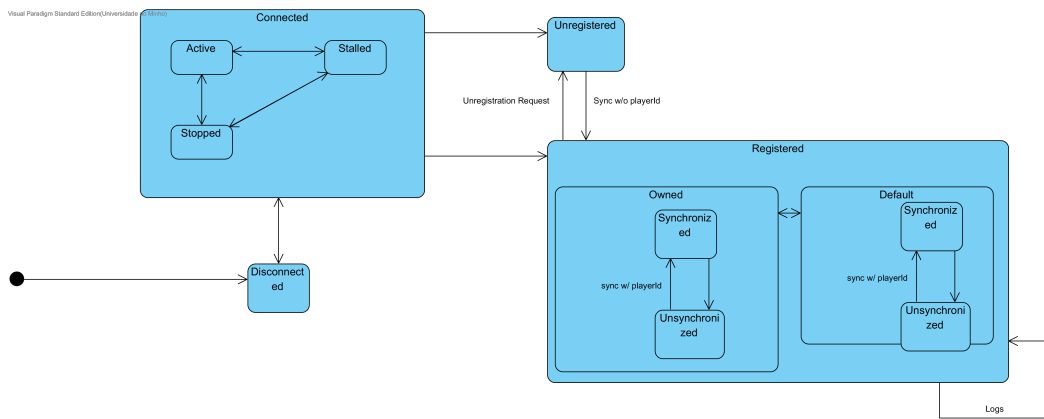 Visual Paradigm Standard Edition(Universidade do Minho)
Connected
Unregistered
Active
Stalled
Unregistration Request
Sync w/o playerId
Stopped
Registered
Owned
Default
Synchroniz
ed
Synchroniz
ed
Disconnect
ed
sync w/ playerId
sync w/ playerId
Unsynchroni
zed
Unsynchroni
zed
Logs